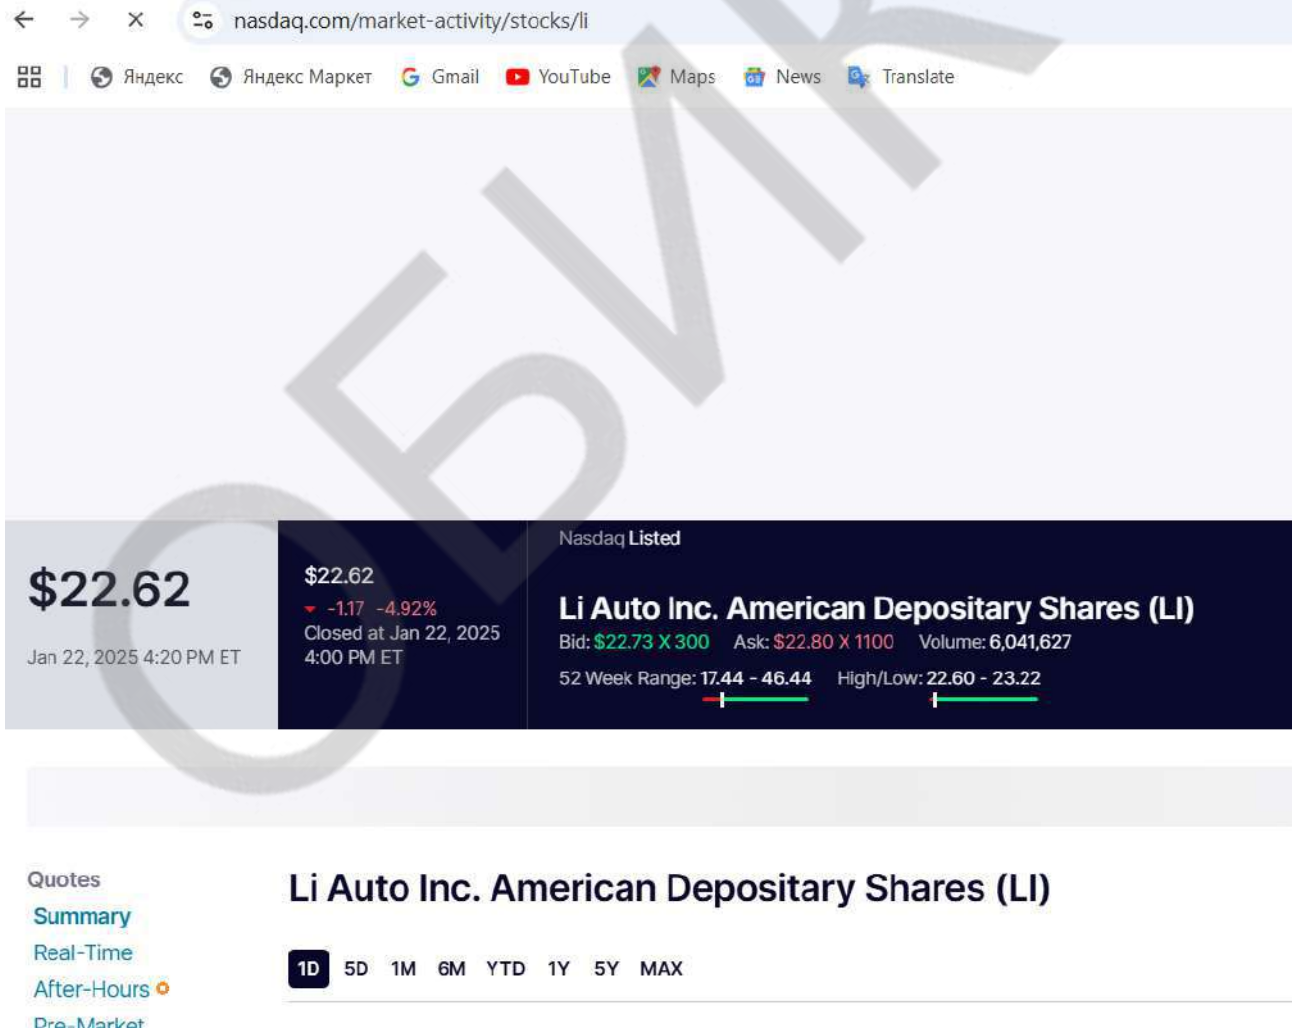 nasdaq.com/market-activity/stocks/li
Яндекс Яндекс Маркет Gmail YouTube Maps News Translate
ОБИК
Nasdaq Listed
$22.62
Jan 22, 2025 4:20 PM ET
$22.62
-1.17 -4.92%
Closed at Jan 22, 2025
4:00 PM ET
Li Auto Inc. American Depositary Shares (LI)
Bid: $22.73 X 300 Ask: $22.80 X 1100 Volume: 6,041,627
52 Week Range: 17.44 - 46.44 High/Low: 22.60 - 23.22
Quotes
Summary
Real-Time
After-Hours
Pre-Market
Li Auto Inc. American Depositary Shares (LI)
1D 5D 1M 6M YTD 1Y 5Y MAX